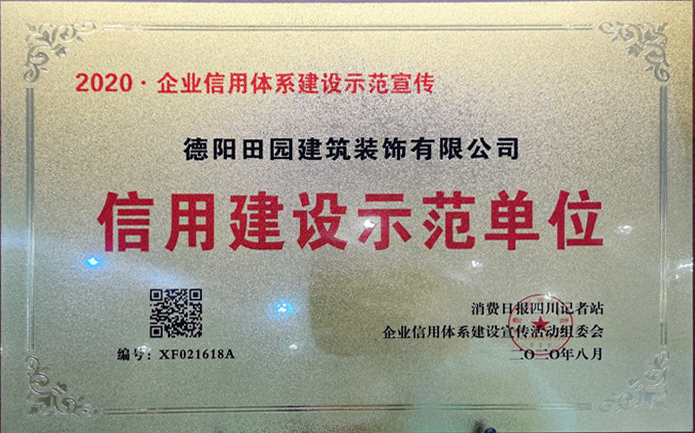 2020·企业信用体系建设示范宣传
德阳田园建筑装饰有限公司
信用建设示范单位
消费日报四川记者站
企业信用体系建设宣传活动组委会
二〇二〇年八月
编号：XF021618A